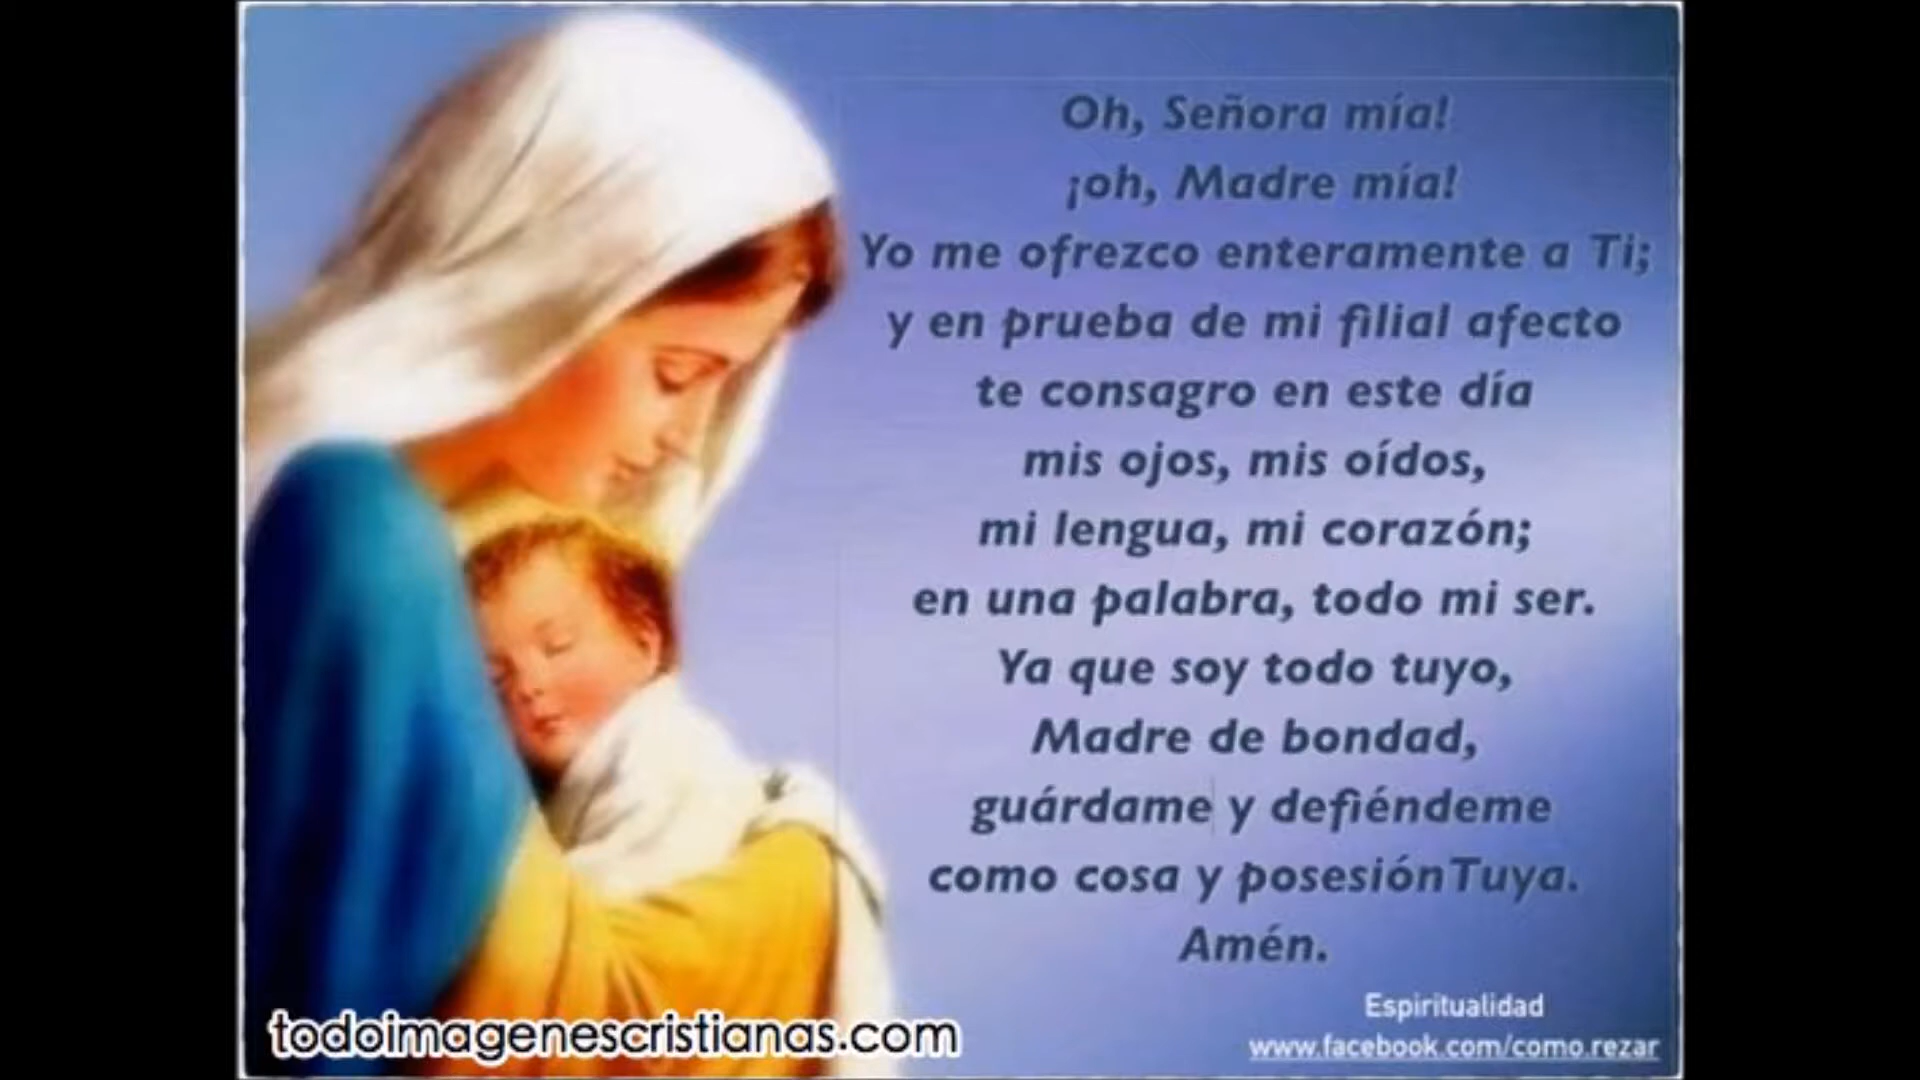 Oh, Señora mía!
¡oh, Madre mía!
Yo me ofrezco enteramente a Ti;
y en prueba de mi filial afecto
te consagro en este día
mis ojos, mis oídos,
mi lengua, mi corazón;
en una palabra, todo mi ser.
Ya que soy todo tuyo,
Madre de bondad,
guárdame y defiéndeme
como cosa y posesión Tuya.
Amén.
Espiritualidad
www.facebook.com/como.rezar
todoimagenescristianas.com